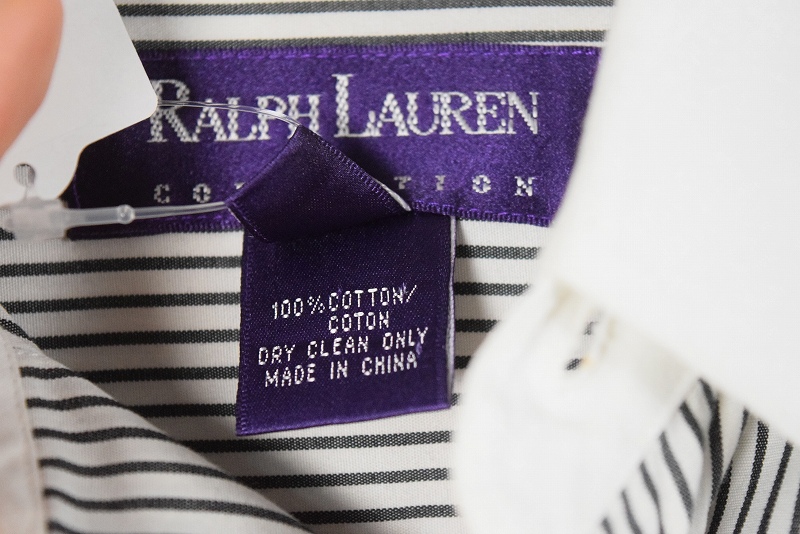 RALPH LAUREN
100% COTTON/
COTON
DRY CLEAN ONLY
MADE IN CHINA